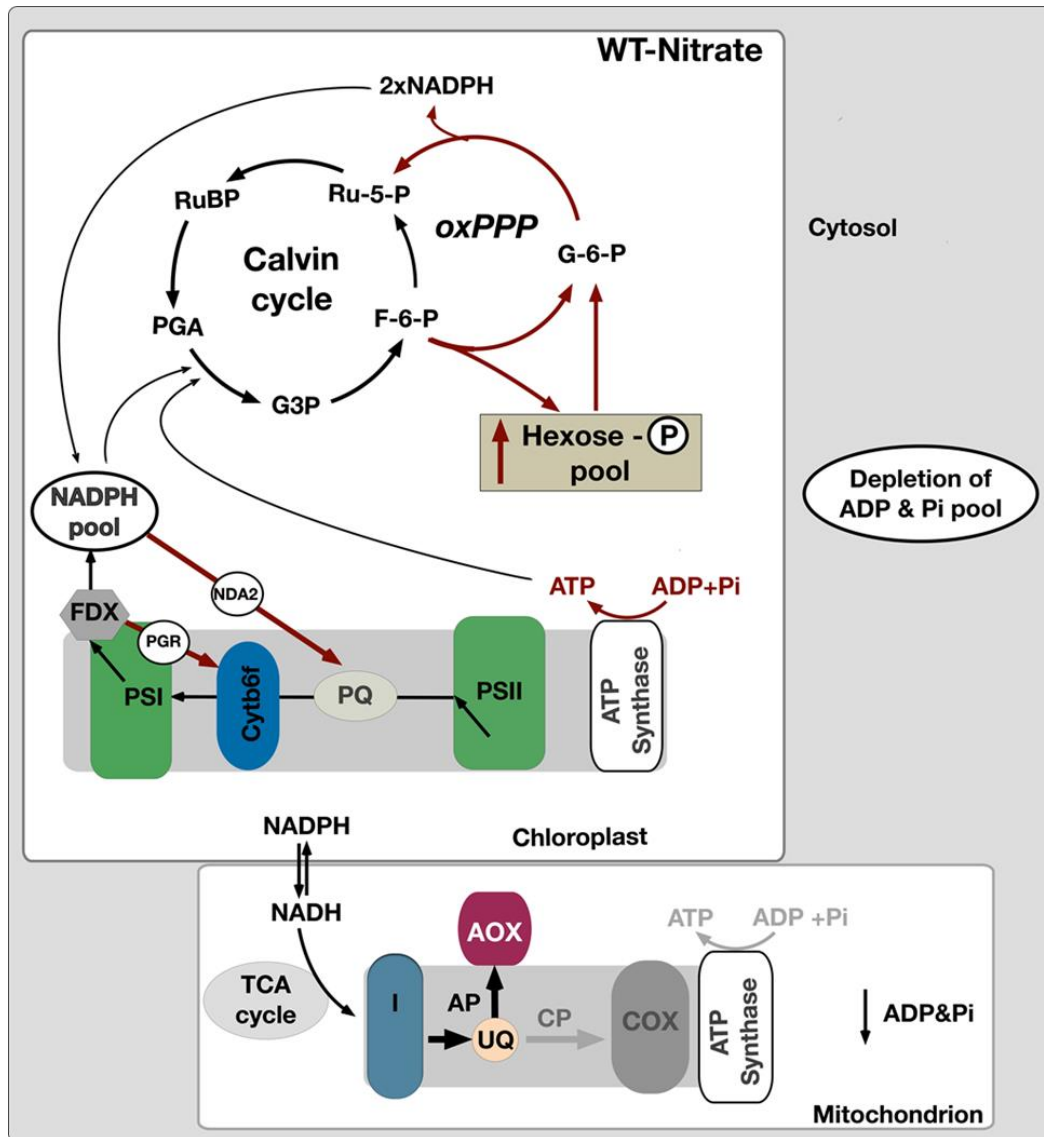 WT-Nitrate
2xNADPH
RuBP
Ru-5-P
oxPPP
G-6-P
Cytosol
Calvin
cycle
PGA
F-6-P
G3P
Hexose - P
pool
NADPH
pool
Depletion of
ADP & Pi pool
NDA2
ATP
ADP+Pi
FDX
PGR
PSI
Cytb6f
PQ
PSII
ATP
Synthase
NADPH
Chloroplast
NADH
AOX
ATP
ADP +Pi
TCA
cycle
I
AP
UQ
CP
COX
ATP
Synthase
ADP&Pi
Mitochondrion